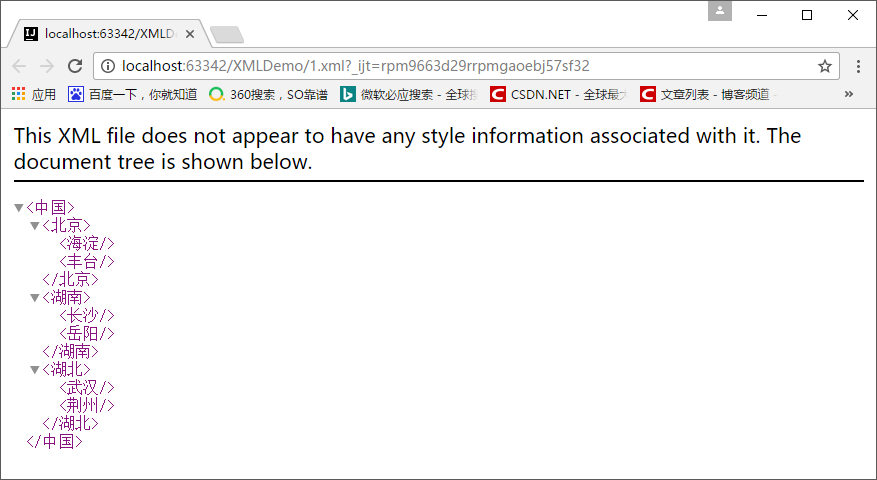 localhost:63342/XMLD
localhost:63342/XMLDemo/1.xml?_ijt=rpm9663d29rrpmgaoebj57sf32
应用 百度一下，你就知道 360搜索，SO靠谱 微软必应搜索 - 全球搜 CSDN.NET - 全球最大 文章列表 - 博客频道 -
This XML file does not appear to have any style information associated with it. The
document tree is shown below.
<中国>
<北京>
<海淀/>
<丰台/>
</北京>
<湖南>
<长沙/>
<岳阳/>
</湖南>
<湖北>
<武汉/>
<荆州/>
</湖北>
</中国>